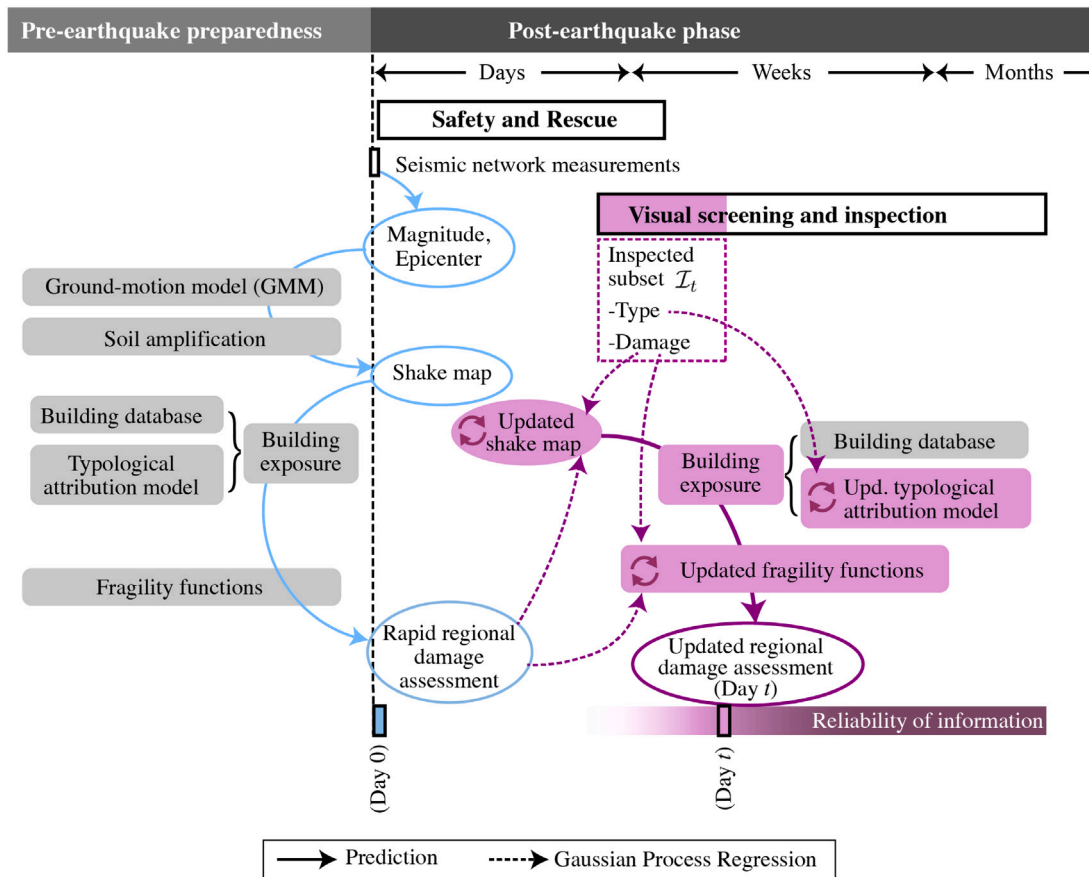 Pre-earthquake preparedness
Post-earthquake phase
Days
Weeks
Months
Safety and Rescue
Seismic network measurements
Visual screening and inspection
Magnitude,
Epicenter
Inspected
subset ℐₜ
-Type
-Damage
Ground-motion model (GMM)
Soil amplification
Shake map
Building database
Typological
attribution model
Building
exposure
Updated
shake map
Building
exposure
Building database
Upd. typological
attribution model
Fragility functions
Updated fragility functions
Rapid regional
damage
assessment
Updated regional
damage assessment
(Day t)
Reliability of information
(Day 0)
(Day t)
Prediction
Gaussian Process Regression